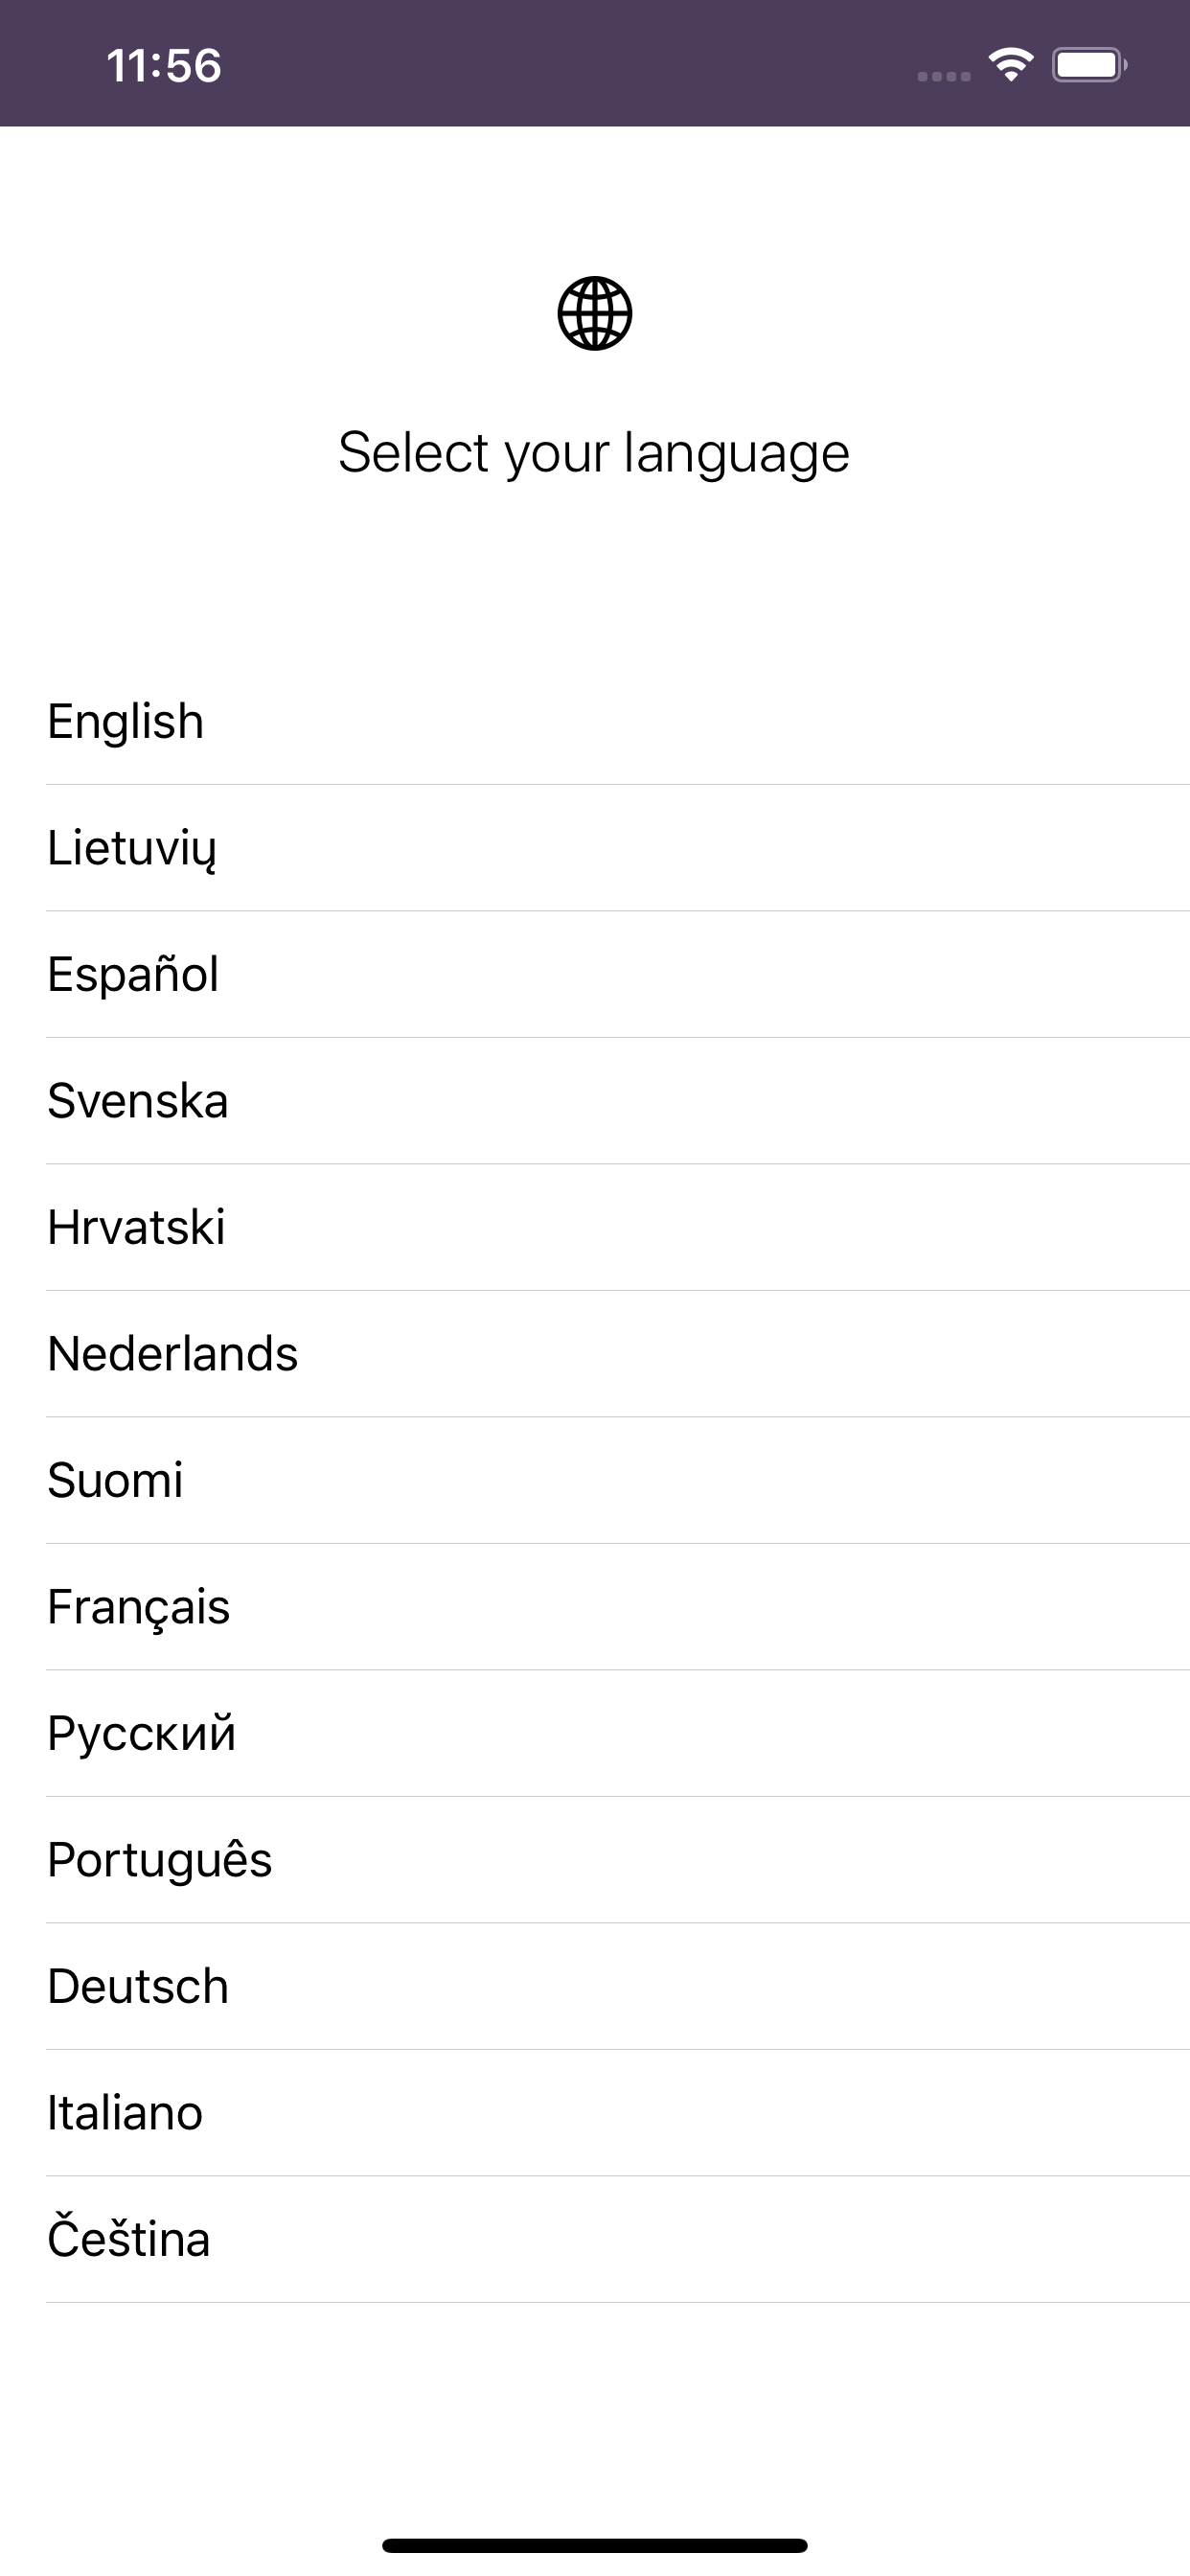 11:56
Select your language
English
Lietuvių
Español
Svenska
Hrvatski
Nederlands
Suomi
Français
Русский
Português
Deutsch
Italiano
Čeština